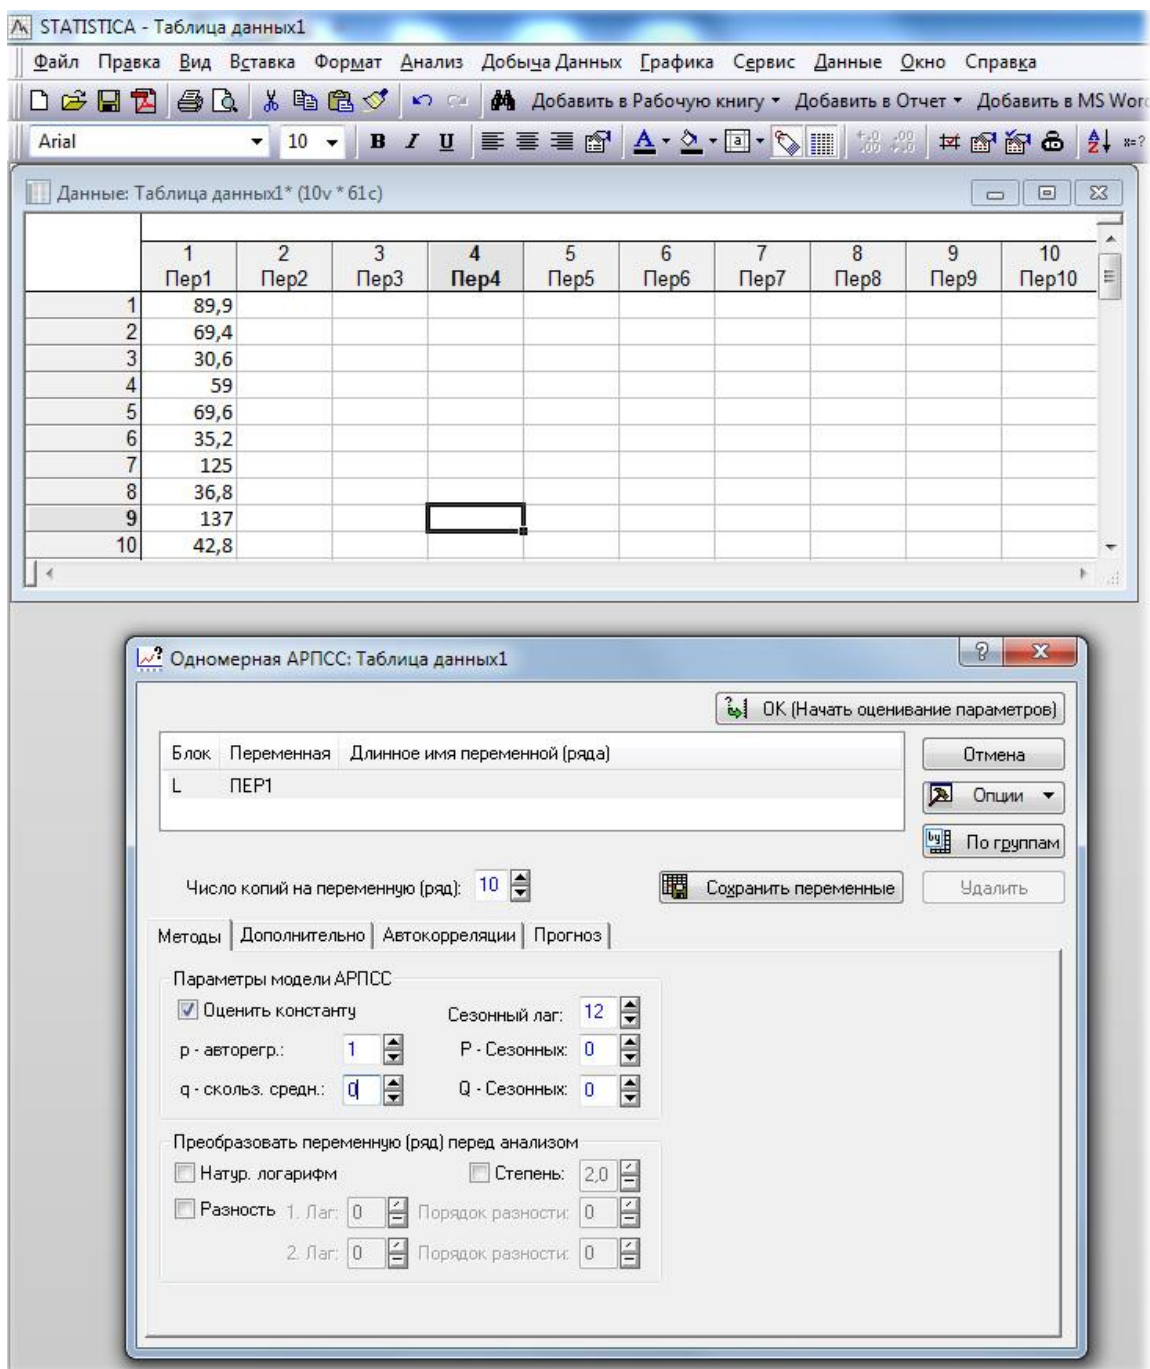 STATISTICA - Таблица данных1
Файл Правка Вид Вставка Формат Анализ Добыча Данных Графика Сервис Данные Окно Справка
Добавить в Рабочую книгу Добавить в Отчет Добавить в MS Wor
Arial 10 B I U A a
Данные: Таблица данных1* (10v * 61c)
1 2 3 4 5 6 7 8 9 10
Пер1 Пер2 Пер3 Пер4 Пер5 Пер6 Пер7 Пер8 Пер9 Пер10
1 89,9
2 69,4
3 30,6
4 59
5 69,6
6 35,2
7 125
8 36,8
9 137
10 42,8
Одномерная АРПСС: Таблица данных1
OK (Начать оценивание параметров)
Блок Переменная Длинное имя переменной (ряда)
L ПЕР1
Отмена
Опции
По группам
Число копий на переменную (ряд): 10 Сохранить переменные Удалить
Методы Дополнительно Автокорреляции Прогноз
Параметры модели АРПСС
Оценить константу Сезонный лаг: 12
p - авторегр.: 1 P - Сезонных: 0
q - скольз. средн.: 0 Q - Сезонных: 0
Преобразовать переменную (ряд) перед анализом
Натур. логарифм Степень: 2,0
Разность 1. Лаг: 0 Порядок разности: 0
2. Лаг: 0 Порядок разности: 0